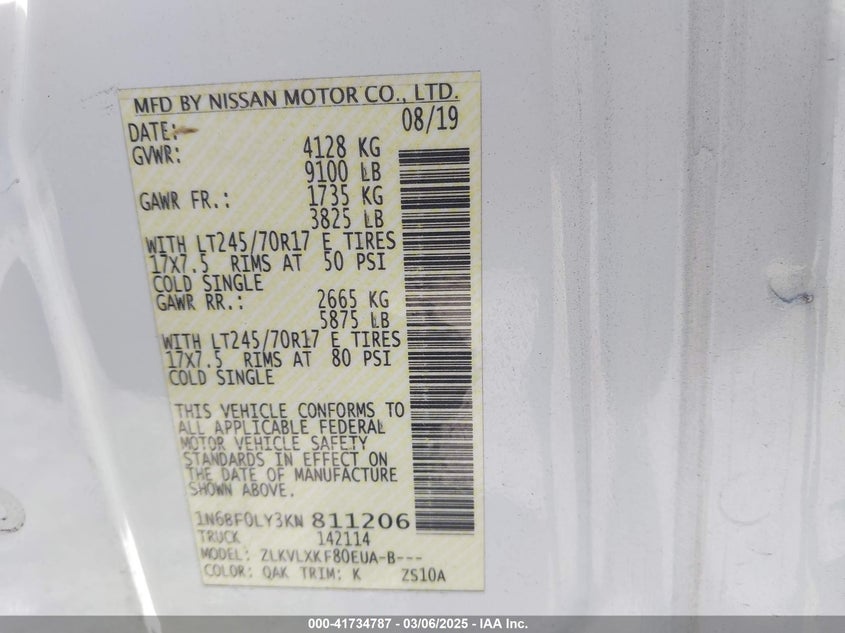 MFD BY NISSAN MOTOR CO., LTD.
DATE: 08/19
GVWR: 4128 KG
9100 LB
GAWR FR.: 1735 KG
3825 LB
WITH LT245/70R17 E TIRES
17X7.5 RIMS AT 50 PSI
COLD SINGLE
GAWR RR.: 2665 KG
5875 LB
WITH LT245/70R17 E TIRES
17X7.5 RIMS AT 80 PSI
COLD SINGLE
THIS VEHICLE CONFORMS TO
ALL APPLICABLE FEDERAL
MOTOR VEHICLE SAFETY
STANDARDS IN EFFECT ON
THE DATE OF MANUFACTURE
SHOWN ABOVE.
1N6BF0LY3KN 811206
TRUCK 142114
MODEL: ZLKVLXKF80EUA-B---
COLOR: QAK TRIM: K ZS10A
000-41734787 - 03/06/2025 - IAA Inc.